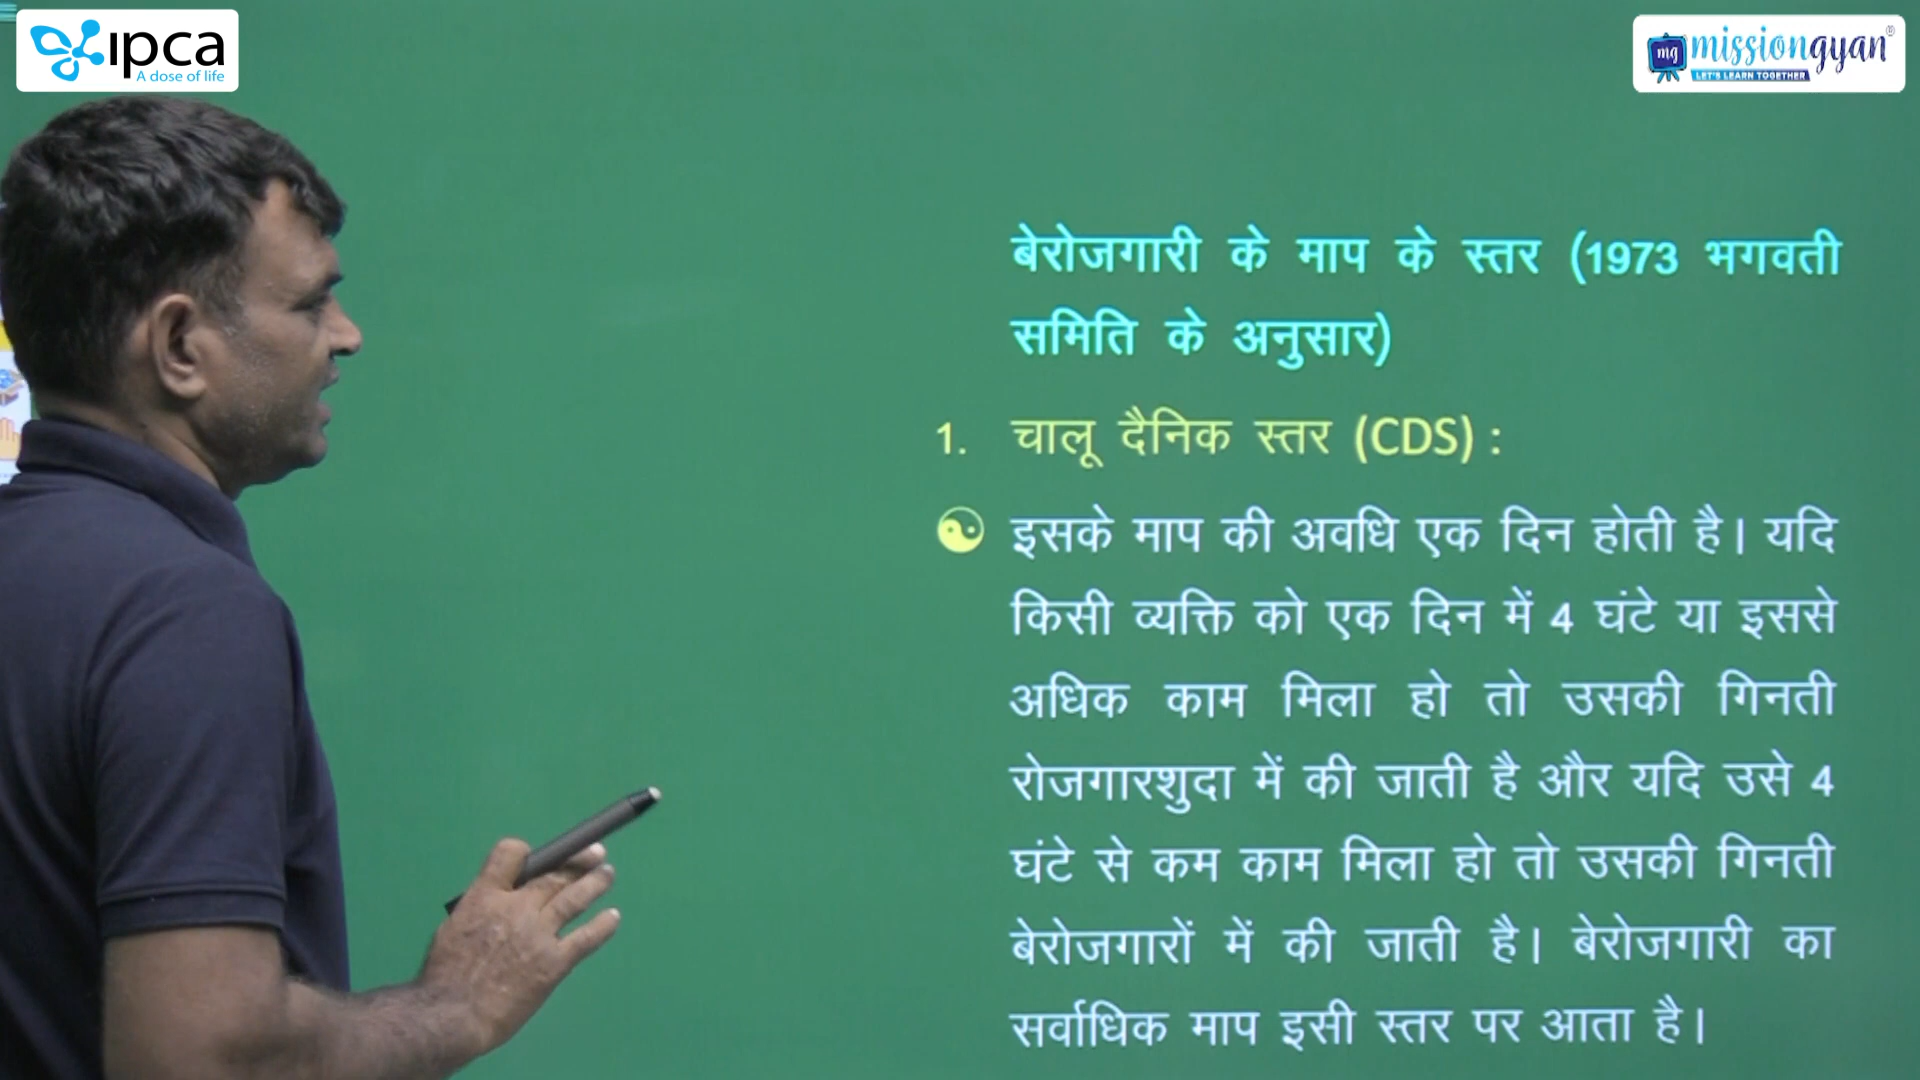 ipca
A dose of life
mg missiongyan®
LET'S LEARN TOGETHER
बेरोजगारी के माप के स्तर (1973 भगवती
समिति के अनुसार)
1. चालू दैनिक स्तर (CDS) :
इसके माप की अवधि एक दिन होती है। यदि
किसी व्यक्ति को एक दिन में 4 घंटे या इससे
अधिक काम मिला हो तो उसकी गिनती
रोजगारशुदा में की जाती है और यदि उसे 4
घंटे से कम काम मिला हो तो उसकी गिनती
बेरोजगारों में की जाती है। बेरोजगारी का
सर्वाधिक माप इसी स्तर पर आता है।